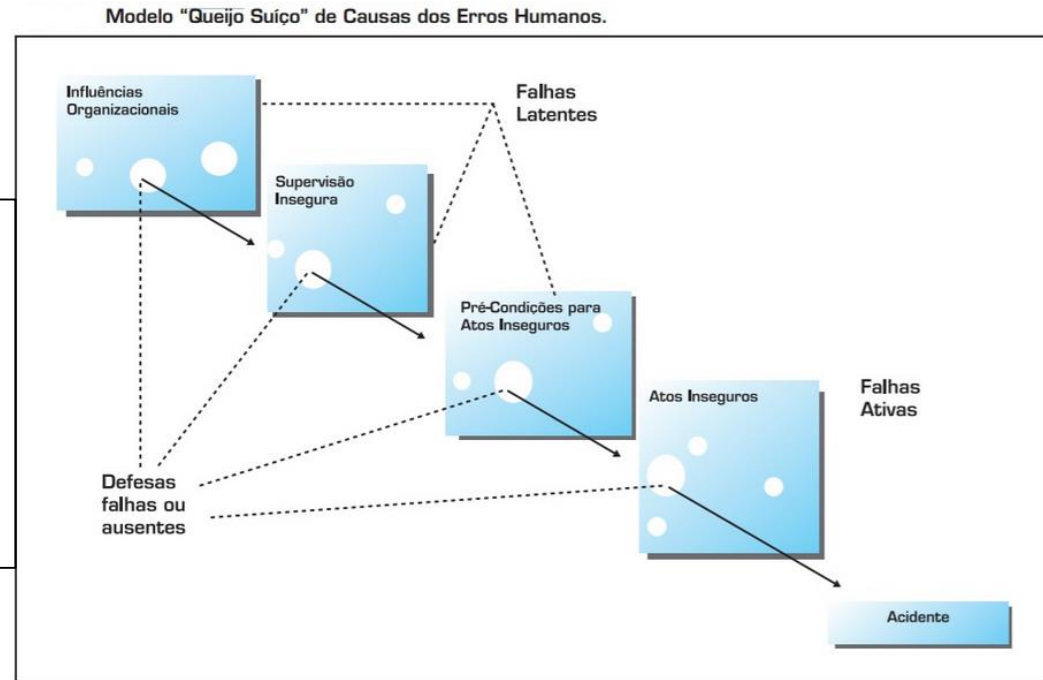 Modelo “Queijo Suíço” de Causas dos Erros Humanos.
Influências
Organizacionais
Falhas
Latentes
Supervisão
Insegura
Pré-Condições para
Atos Inseguros
Atos Inseguros
Falhas
Ativas
Defesas
falhas ou
ausentes
Acidente